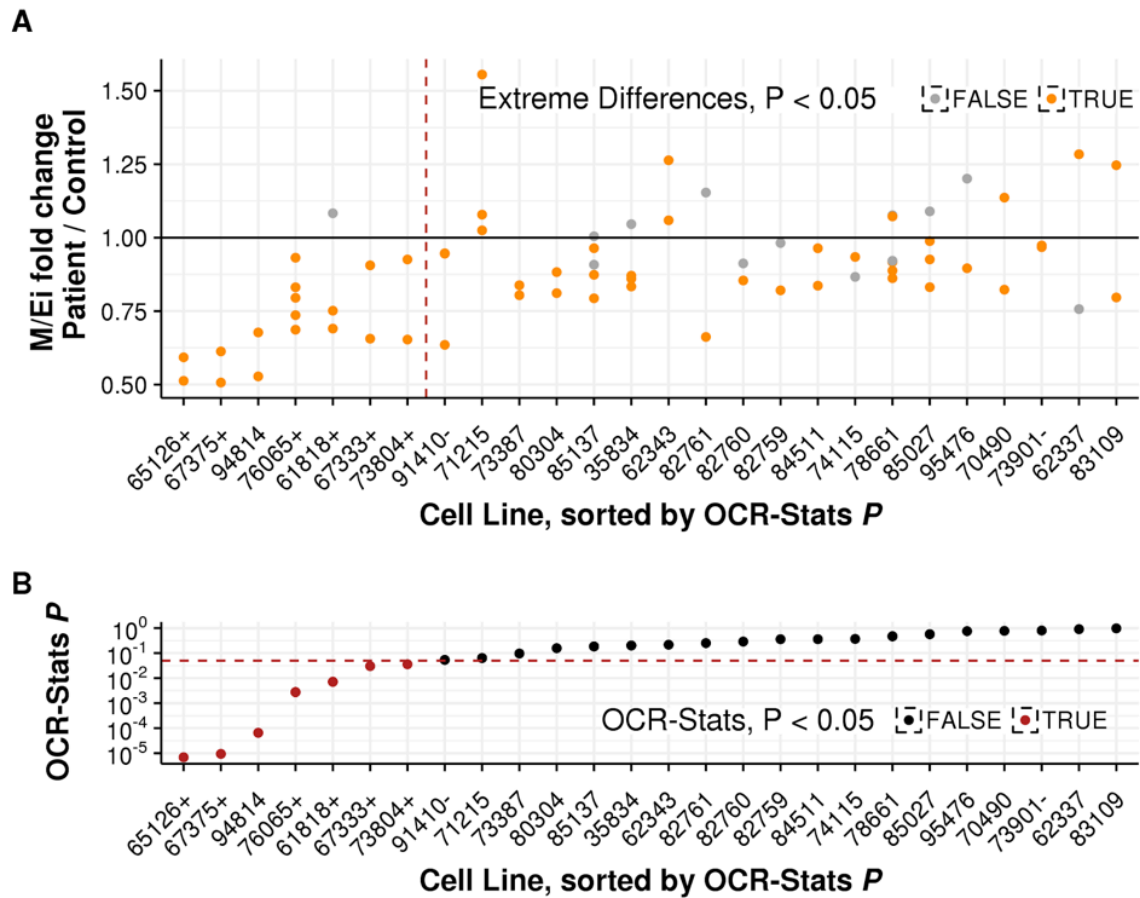 A
M/Ei fold change
Patient / Control
1.50
1.25
1.00
0.75
0.50
Extreme Differences, P < 0.05 FALSE TRUE
65126+ 67375+ 94814 76065+ 61818+ 67333+ 73804+ 91410- 71215 73387 80304 85137 35834 62343 82761 82760 82759 84511 74115 78661 85027 95476 70490 73901- 62337 83109
Cell Line, sorted by OCR-Stats P
B
OCR-Stats P
10^0
10^-1
10^-2
10^-3
10^-4
10^-5
OCR-Stats, P < 0.05 FALSE TRUE
65126+ 67375+ 94814 76065+ 61818+ 67333+ 73804+ 91410- 71215 73387 80304 85137 35834 62343 82761 82760 82759 84511 74115 78661 85027 95476 70490 73901- 62337 83109
Cell Line, sorted by OCR-Stats P